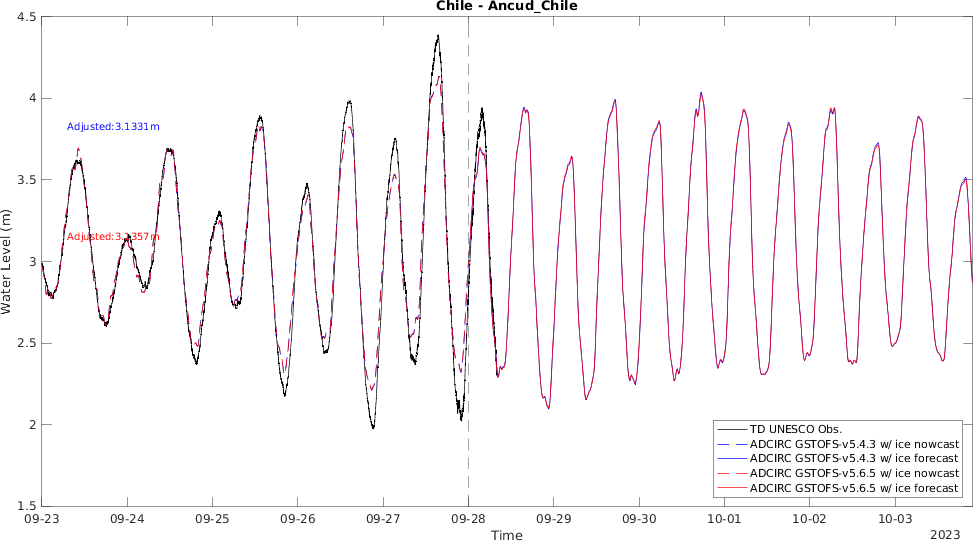 Chile - Ancud_Chile
4.5
4
3.5
3
2.5
2
1.5
Water Level (m)
Adjusted:3.1331m
Adjusted:3.1357m
TD UNESCO Obs.
ADCIRC GSTOFS-v5.4.3 w/ ice nowcast
ADCIRC GSTOFS-v5.4.3 w/ ice forecast
ADCIRC GSTOFS-v5.6.5 w/ ice nowcast
ADCIRC GSTOFS-v5.6.5 w/ ice forecast
09-23 09-24 09-25 09-26 09-27 09-28 09-29 09-30 10-01 10-02 10-03
Time
2023